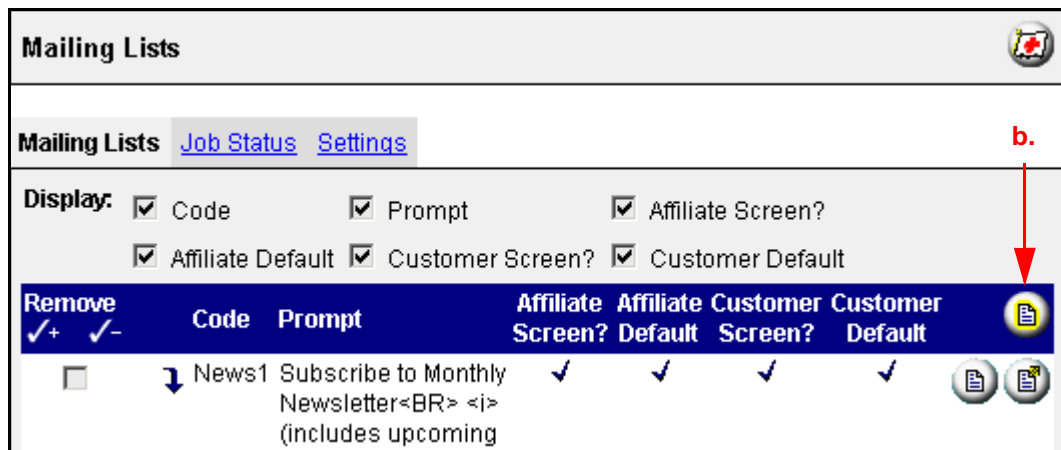 Mailing Lists
Mailing Lists Job Status Settings
b.
Display: Code Prompt Affiliate Screen?
Affiliate Default Customer Screen? Customer Default
Remove Code Prompt Affiliate Screen? Affiliate Default Customer Screen? Customer Default
News1 Subscribe to Monthly
Newsletter<BR> <i>
(includes upcoming